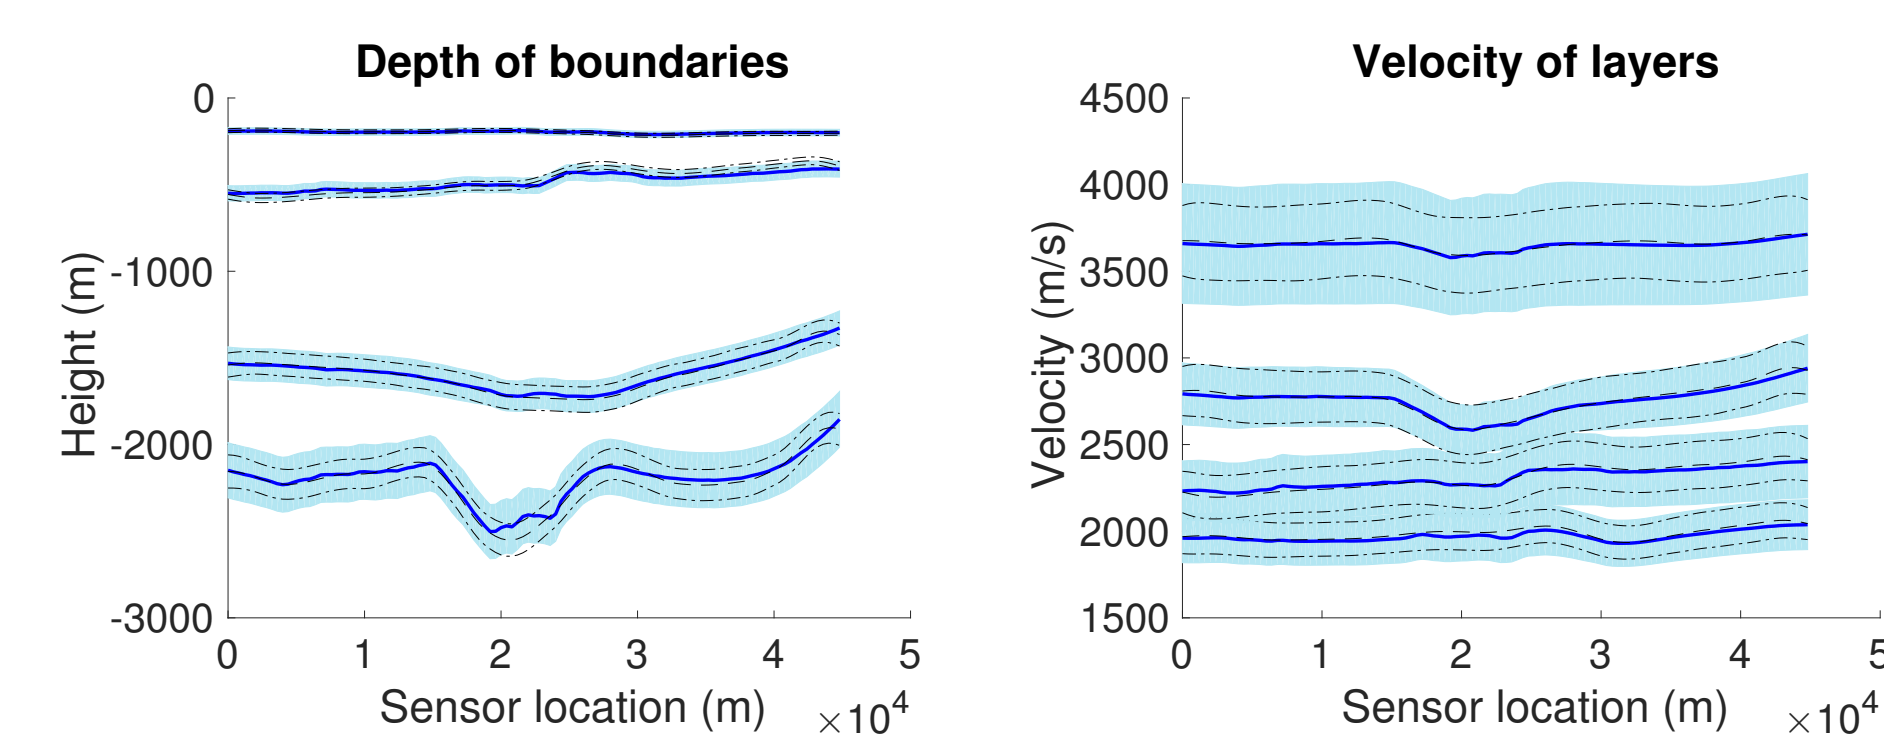 Depth of boundaries
0
-1000
-2000
-3000
Height (m)
0 1 2 3 4 5
Sensor location (m)
×10^4
Velocity of layers
4500
4000
3500
3000
2500
2000
1500
Velocity (m/s)
0 1 2 3 4 5
Sensor location (m)
×10^4